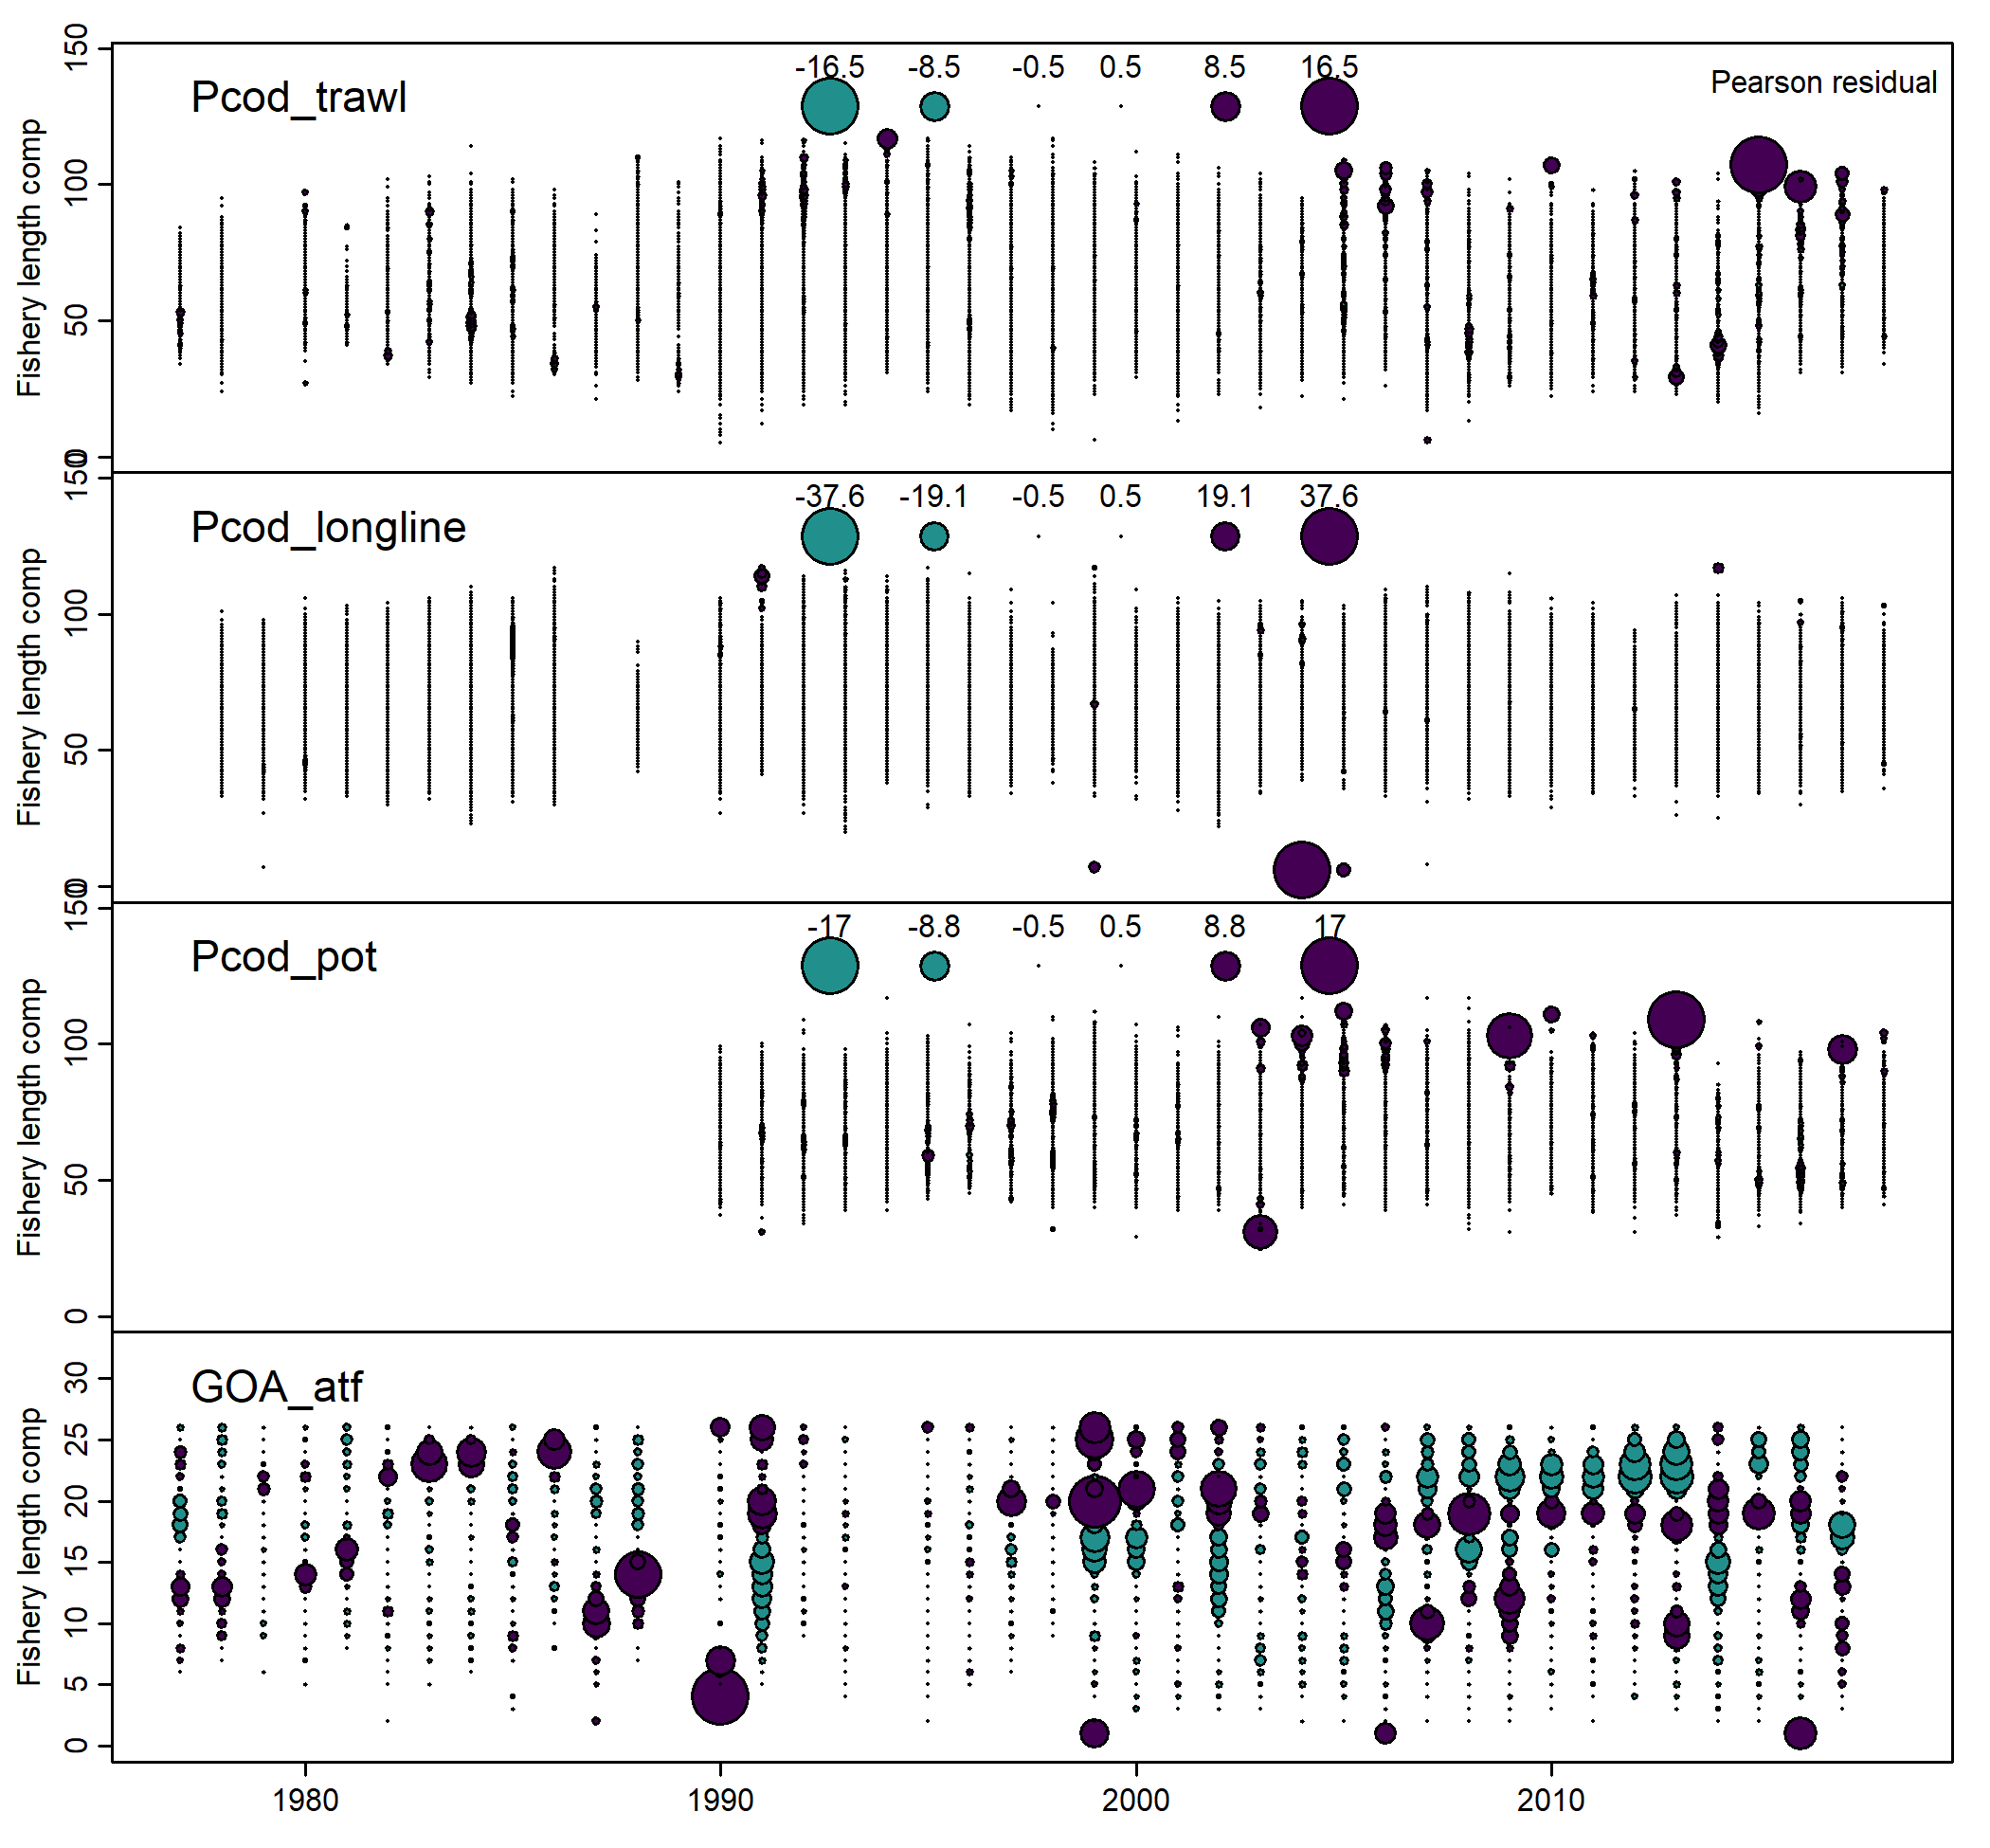 -16.5 -8.5 -0.5 0.5 8.5 16.5
Pcod_trawl
Pearson residual
Fishery length comp
150
100
50
0
-37.6 -19.1 -0.5 0.5 19.1 37.6
Pcod_longline
Fishery length comp
150
100
50
0
-17 -8.8 -0.5 0.5 8.8 17
Pcod_pot
Fishery length comp
150
100
50
0
GOA_atf
Fishery length comp
30
25
20
15
10
5
0
1980 1990 2000 2010